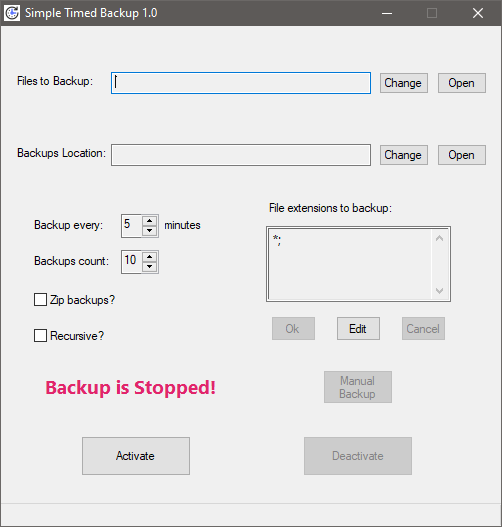 Simple Timed Backup 1.0
Files to Backup:
Change
Open
Backups Location:
Change
Open
File extensions to backup:
Backup every: 5 minutes
*;
Backups count: 10
Zip backups?
Ok
Edit
Cancel
Recursive?
Backup is Stopped!
Manual
Backup
Activate
Deactivate